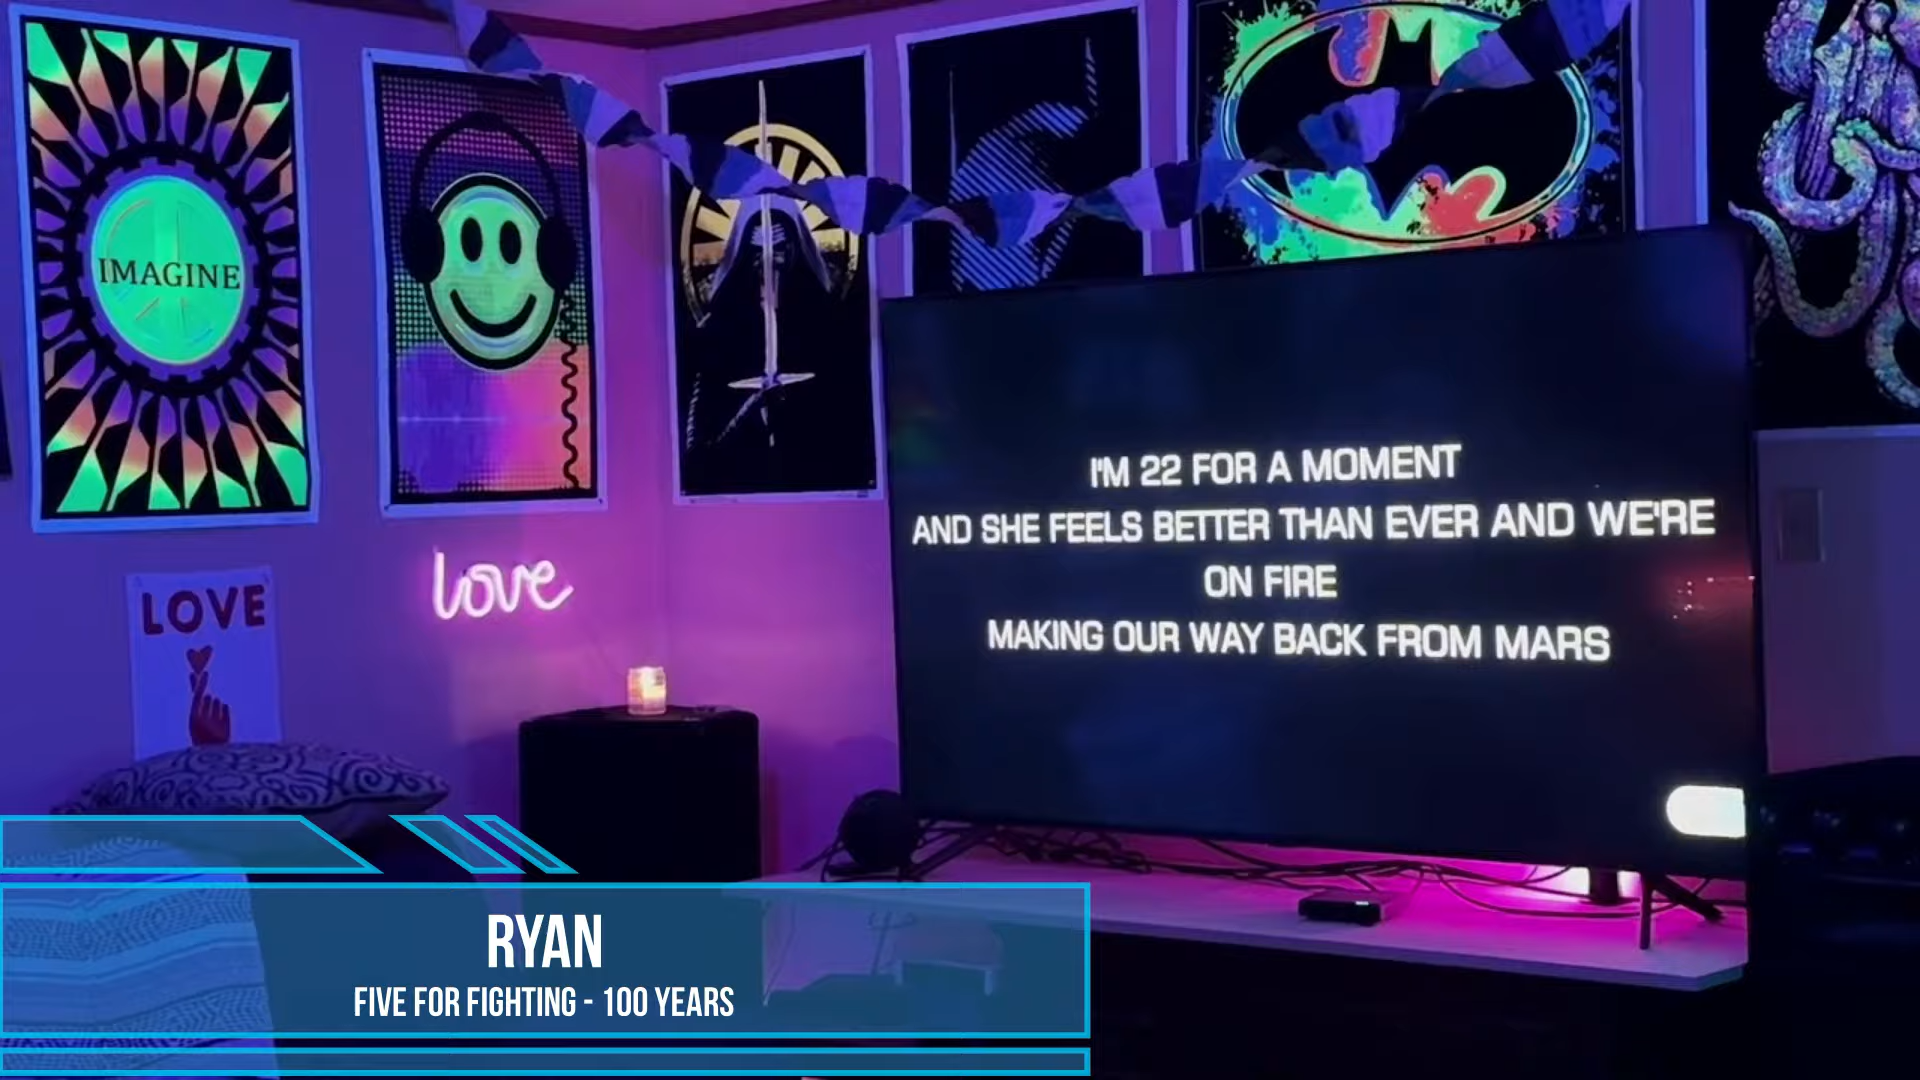 IMAGINE
love
LOVE
I'M 22 FOR A MOMENT
AND SHE FEELS BETTER THAN EVER AND WE'RE
ON FIRE
MAKING OUR WAY BACK FROM MARS
RYAN
FIVE FOR FIGHTING - 100 YEARS